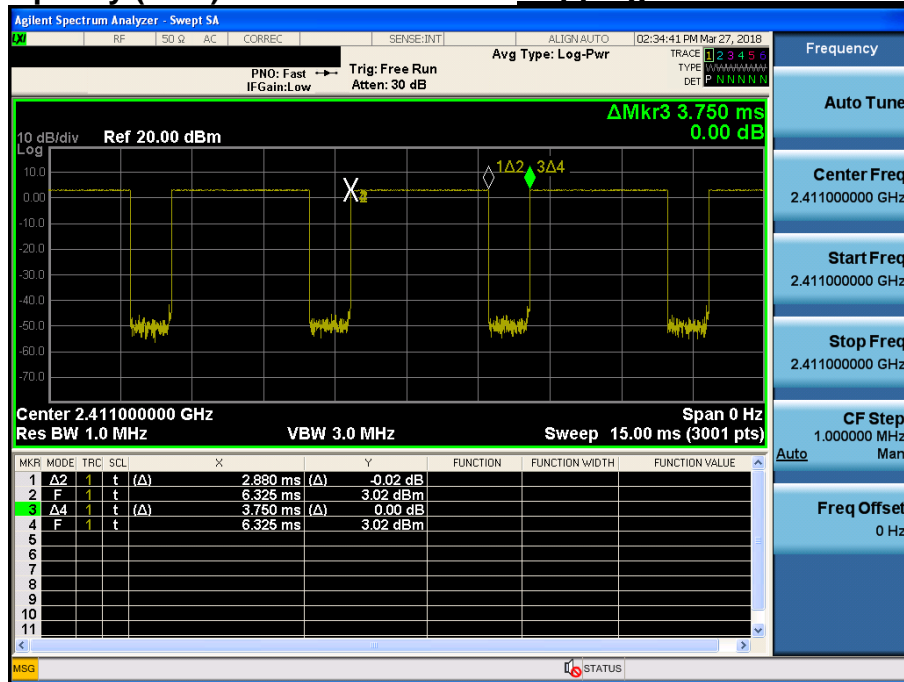 Agilent Spectrum Analyzer - Swept SA
LXI RF 50 Ω AC CORREC SENSE:INT ALIGNAUTO 02:34:41 PM Mar 27, 2018
Avg Type: Log-Pwr TRACE 1 2 3 4 5 6
PNO: Fast Trig: Free Run TYPE WWWWWW
IFGain:Low Atten: 30 dB DET P N N N N N
Frequency
Auto Tune
Center Freq
2.411000000 GHz
Start Freq
2.411000000 GHz
Stop Freq
2.411000000 GHz
CF Step
1.000000 MHz
Auto Man
Freq Offset
0 Hz
ΔMkr3 3.750 ms
0.00 dB
10 dB/div Ref 20.00 dBm
Log
10.0
0.00
-10.0
-20.0
-30.0
-40.0
-50.0
-60.0
-70.0
1Δ2 3Δ4
Center 2.411000000 GHz Span 0 Hz
Res BW 1.0 MHz VBW 3.0 MHz Sweep 15.00 ms (3001 pts)
MKR MODE TRC SCL X Y FUNCTION FUNCTION WIDTH FUNCTION VALUE
1 Δ2 1 t (Δ) 2.880 ms (Δ) -0.02 dB
2 F 1 t 6.325 ms 3.02 dBm
3 Δ4 1 t (Δ) 3.750 ms (Δ) 0.00 dB
4 F 1 t 6.325 ms 3.02 dBm
5
6
7
8
9
10
11
MSG STATUS